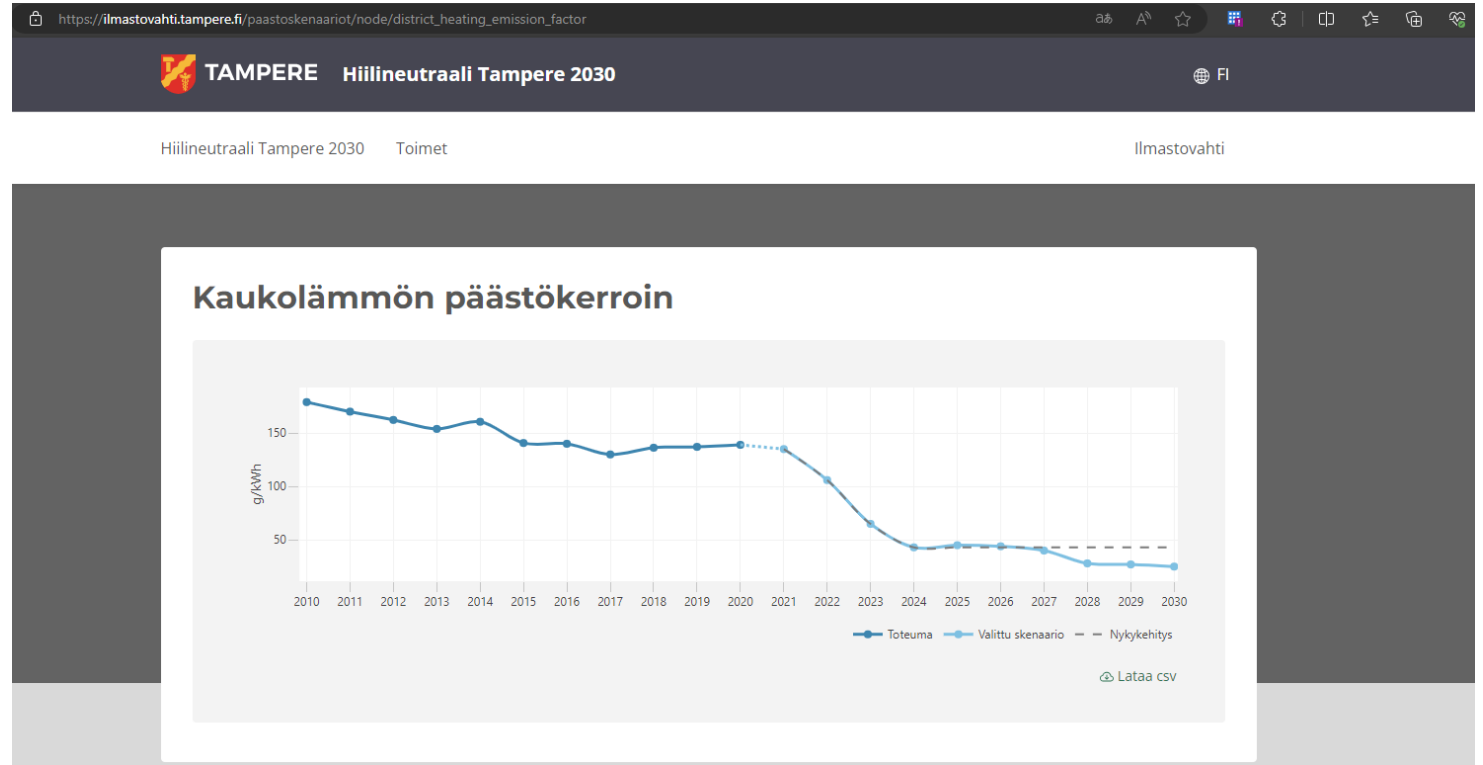 https://ilmastovahti.tampere.fi/paastoskenaariot/node/district_heating_emission_factor
TAMPERE Hiilineutraali Tampere 2030 FI
Hiilineutraali Tampere 2030 Toimet Ilmastovahti
Kaukolämmön päästökerroin
150
100
50
g/kWh
2010 2011 2012 2013 2014 2015 2016 2017 2018 2019 2020 2021 2022 2023 2024 2025 2026 2027 2028 2029 2030
Toteuma Valittu skenaario Nykykehitys
Lataa csv